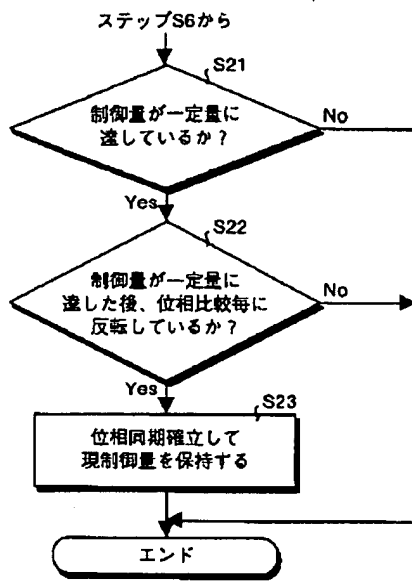 ステップS6から
S21
制御量が一定量に
達しているか？
No
Yes
S22
制御量が一定量に
達した後、位相比較毎に
反転しているか？
No
Yes
S23
位相同期確立して
現制御量を保持する
エンド